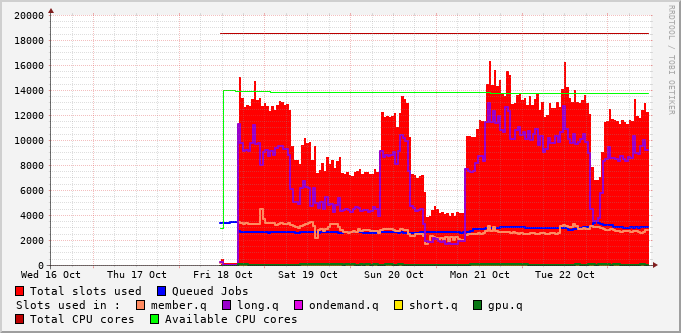 RRDTOOL / TOBI OETIKER
20000
18000
16000
14000
12000
10000
8000
6000
4000
2000
0
Wed 16 Oct Thu 17 Oct Fri 18 Oct Sat 19 Oct Sun 20 Oct Mon 21 Oct Tue 22 Oct
Total slots used Queued Jobs
Slots used in : member.q long.q ondemand.q short.q gpu.q
Total CPU cores Available CPU cores